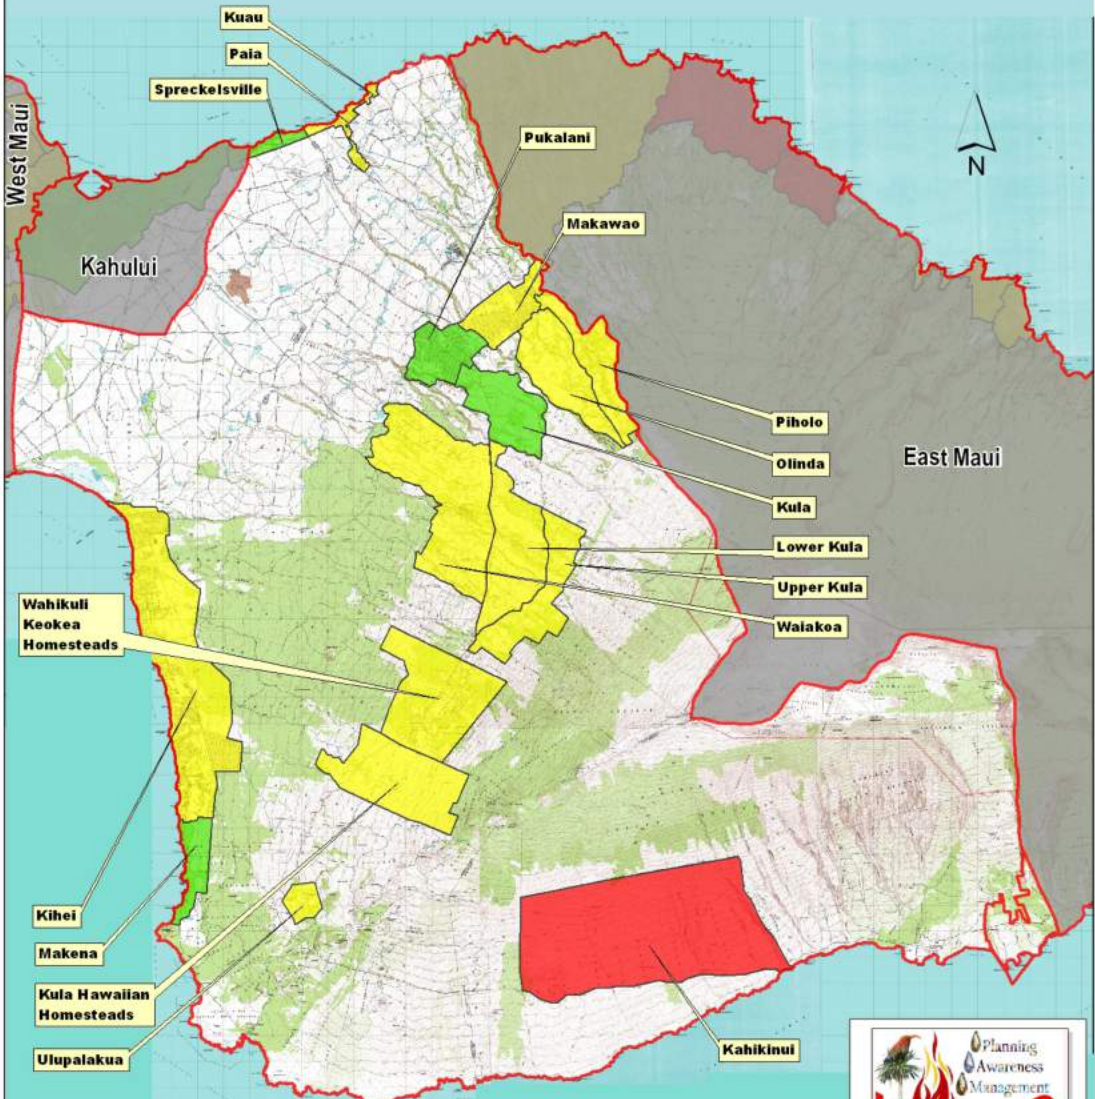 Kuau
Paia
Spreckelsville
West Maui
Pukalani
N
Makawao
Kahului
Piholo
East Maui
Olinda
Kula
Lower Kula
Upper Kula
Waiakoa
Wahikuli
Keokea
Homesteads
Kihei
Makena
Kula Hawaiian
Homesteads
Ulupalakua
Kahikinui
Planning
Awareness
Management